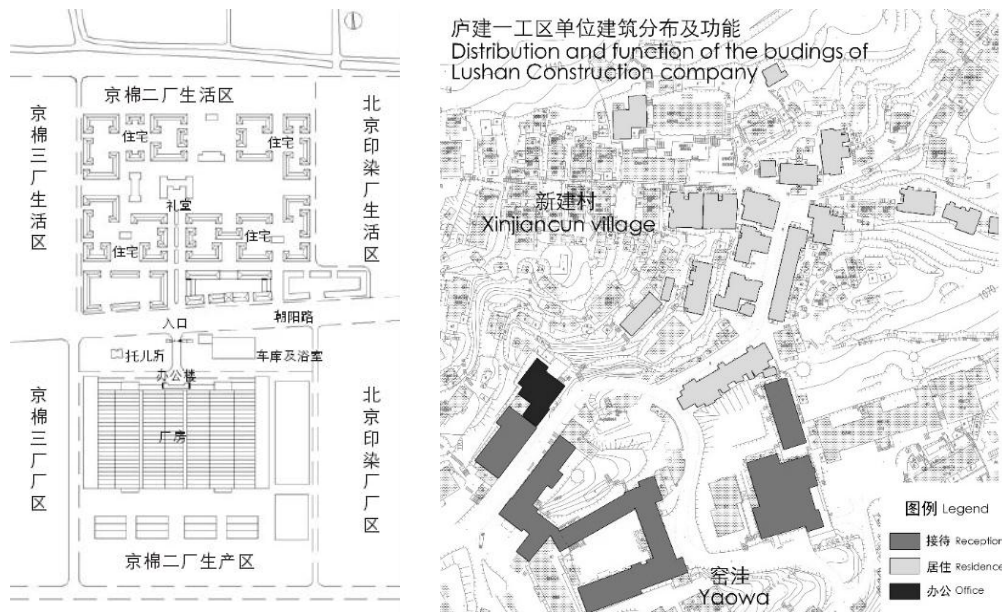 京棉二厂生活区
京棉三厂生活区
北京印染厂生活区
住宅
住宅
礼室
住宅
住宅
朝阳路
入口
托儿所
车库及浴室
办公楼
京棉三厂厂区
厂房
北京印染厂厂区
京棉二厂生产区
庐建一工区单位建筑分布及功能
Distribution and function of the budings of
Lushan Construction company
新建村
Xinjiancun village
1030
窑洼
Yaowa
图例 Legend
接待 Reception
居住 Residence
办公 Office